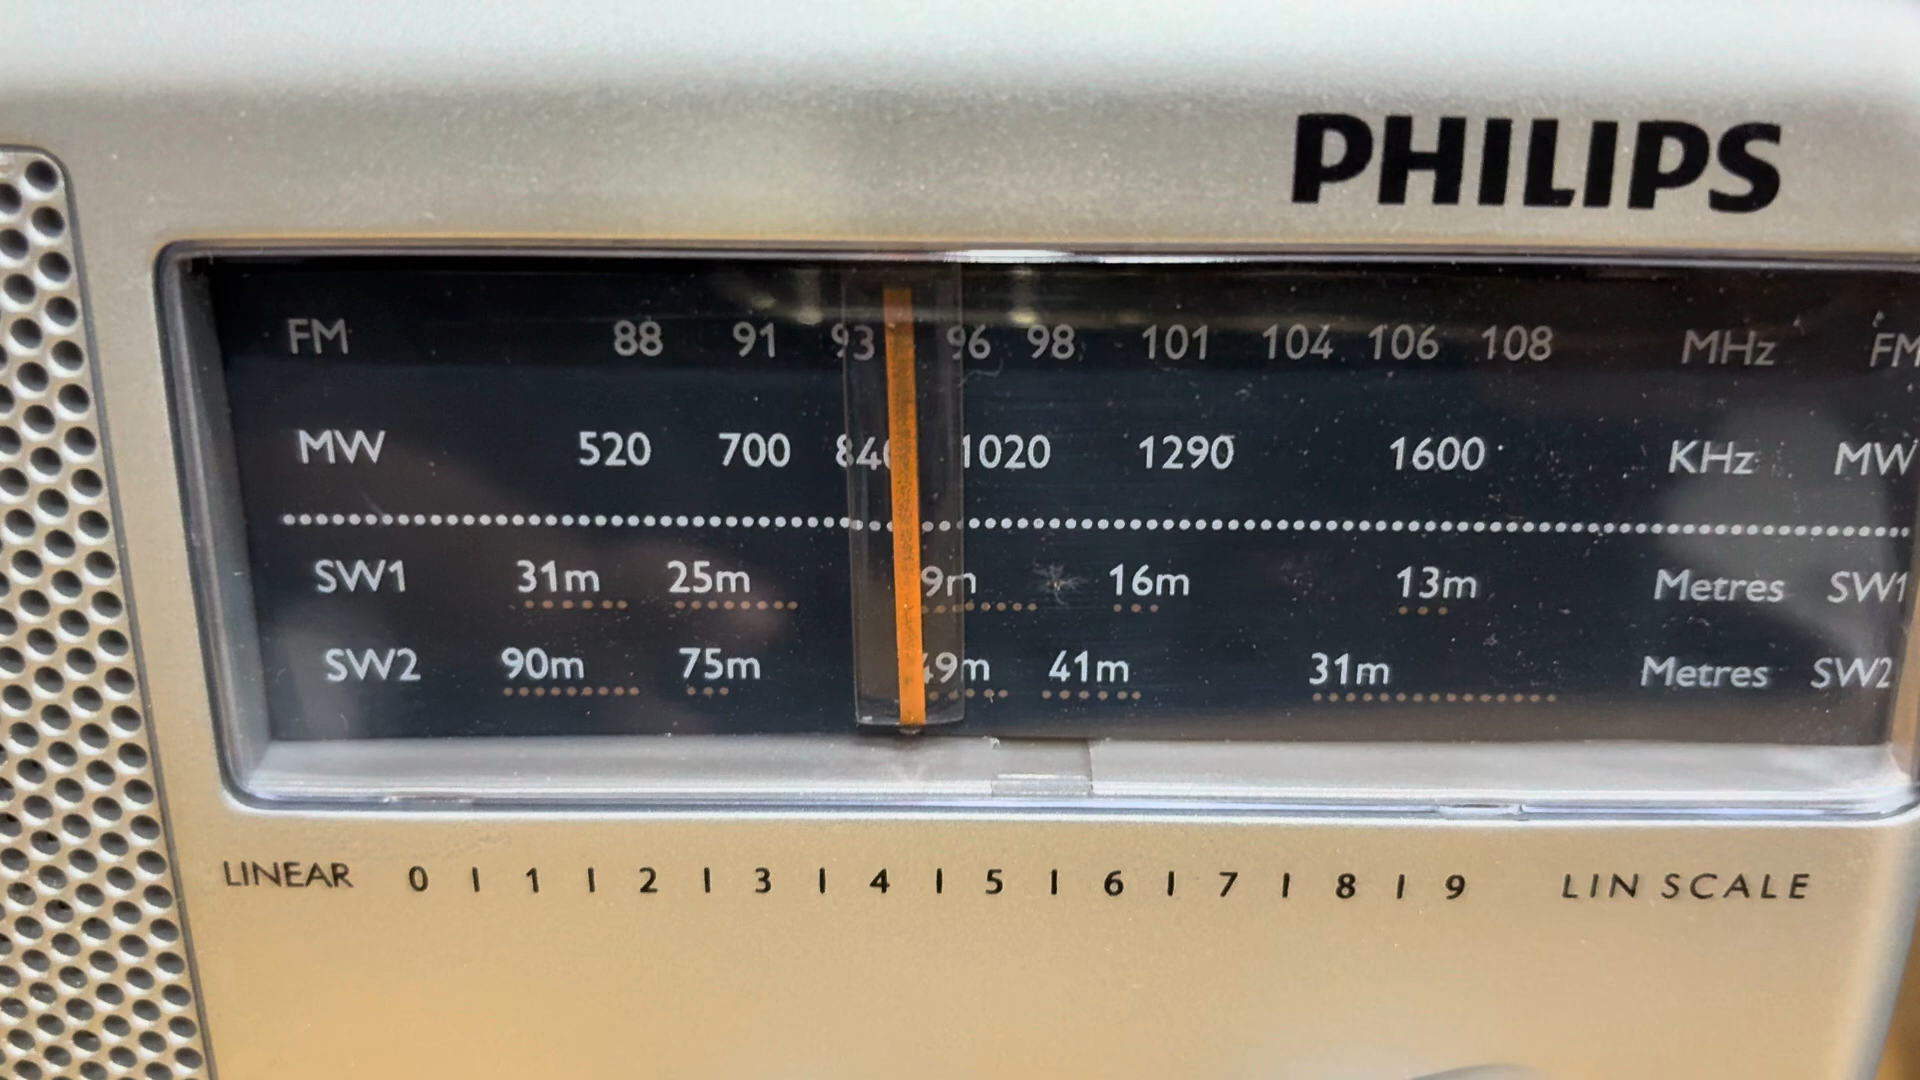 PHILIPS
FM 88 91 93 96 98 101 104 106 108 MHz FM
MW 520 700 840 1020 1290 1600 KHz MW
SW1 31m 25m 9m 16m 13m Metres SW1
SW2 90m 75m 49m 41m 31m Metres SW2
LINEAR 0 | 1 | 2 | 3 | 4 | 5 | 6 | 7 | 8 | 9 LIN SCALE